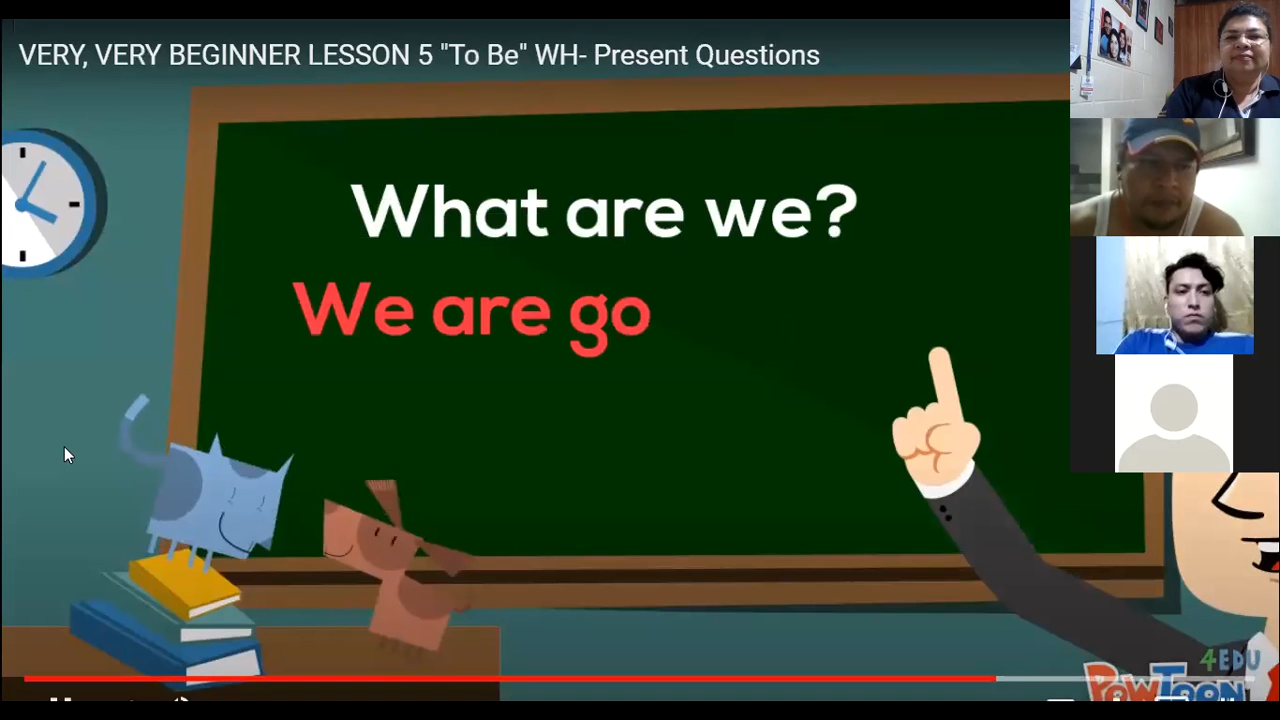 VERY, VERY BEGINNER LESSON 5 "To Be" WH- Present Questions
What are we?
We are go
4EDU
POWTOON